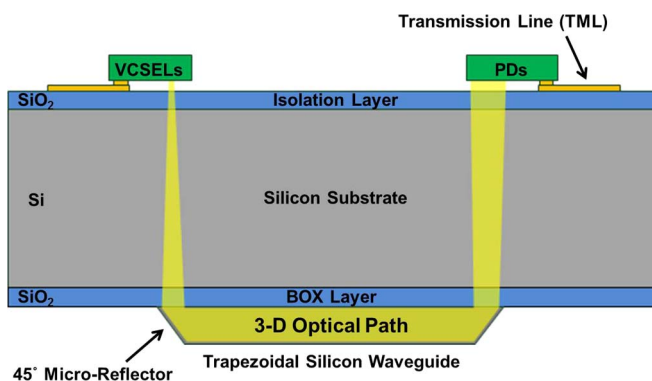 Transmission Line (TML)
VCSELs
PDs
SiO₂
Isolation Layer
Si
Silicon Substrate
SiO₂
BOX Layer
3-D Optical Path
45° Micro-Reflector
Trapezoidal Silicon Waveguide